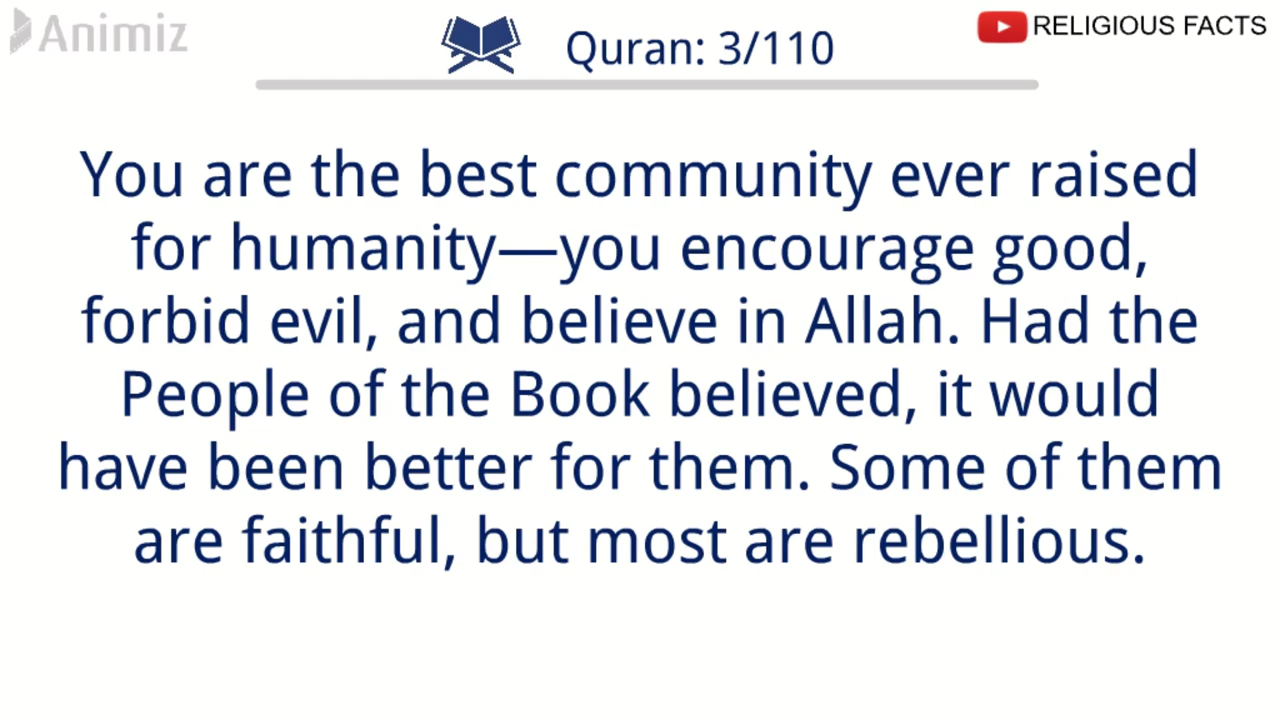 Animiz
Quran: 3/110
RELIGIOUS FACTS
You are the best community ever raised
for humanity—you encourage good,
forbid evil, and believe in Allah. Had the
People of the Book believed, it would
have been better for them. Some of them
are faithful, but most are rebellious.